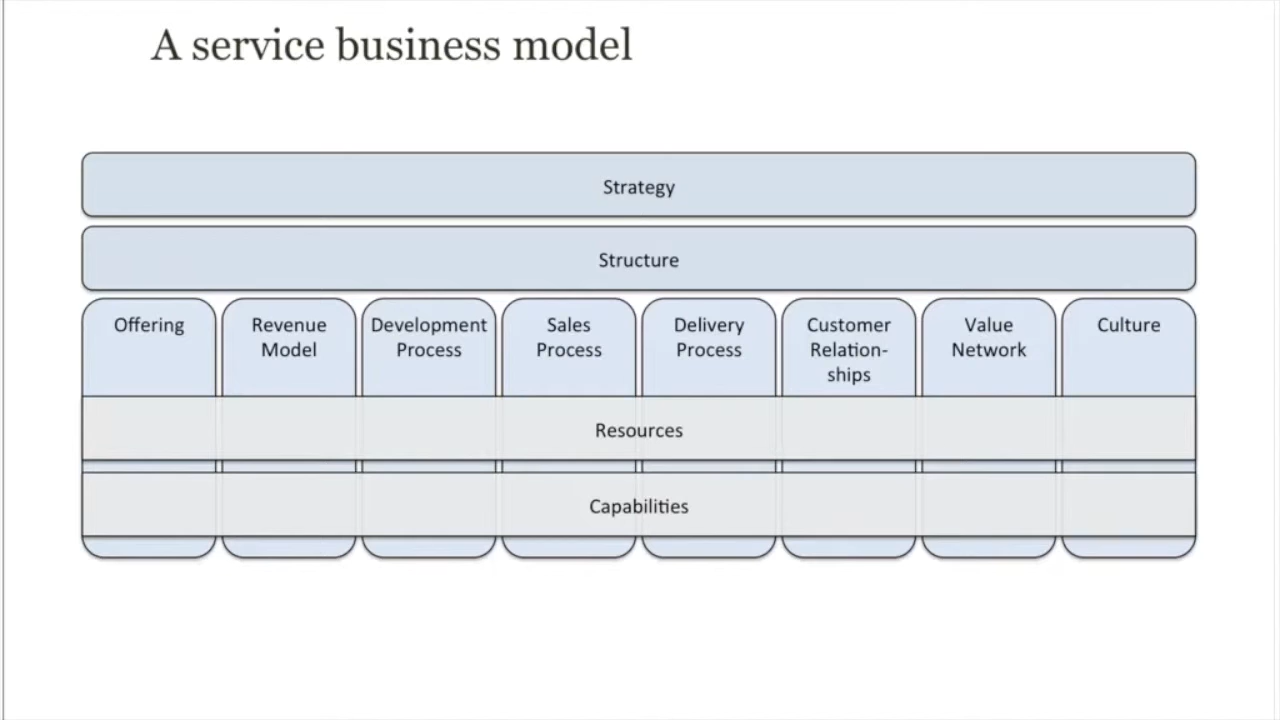 A service business model
Strategy
Structure
Offering
Revenue
Model
Development
Process
Sales
Process
Delivery
Process
Customer
Relation-
ships
Value
Network
Culture
Resources
Capabilities